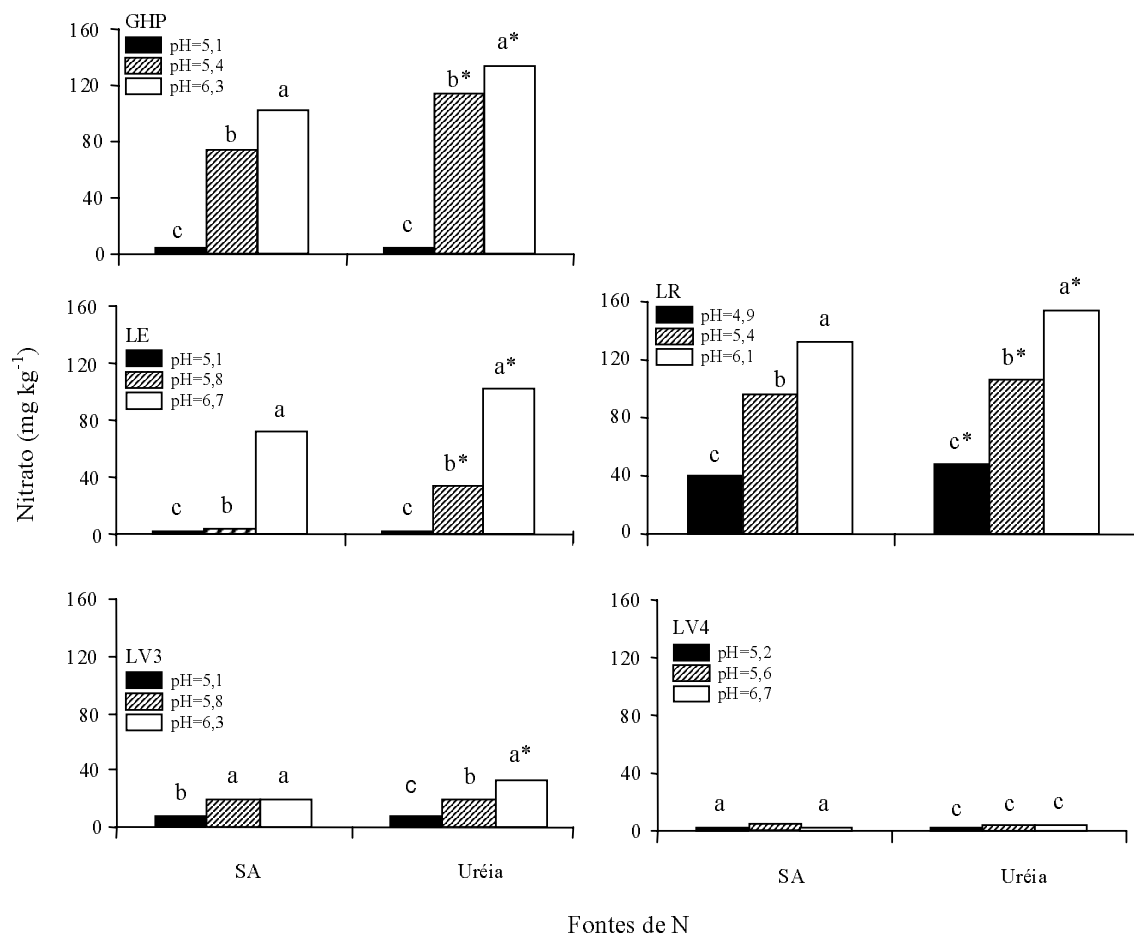 GHP
pH=5,1
pH=5,4
pH=6,3
160
120
80
40
0
c
b
a
c
b*
a*
LE
pH=5,1
pH=5,8
pH=6,7
160
120
80
40
0
c
b
a
c
b*
a*
LR
pH=4,9
pH=5,4
pH=6,1
160
120
80
40
0
c
b
a
c*
b*
a*
Nitrato (mg kg-1)
LV3
pH=5,1
pH=5,8
pH=6,3
160
120
80
40
0
b
a
a
c
b
a*
SA
Uréia
LV4
pH=5,2
pH=5,6
pH=6,7
160
120
80
40
0
a
a
c
c
c
SA
Uréia
Fontes de N